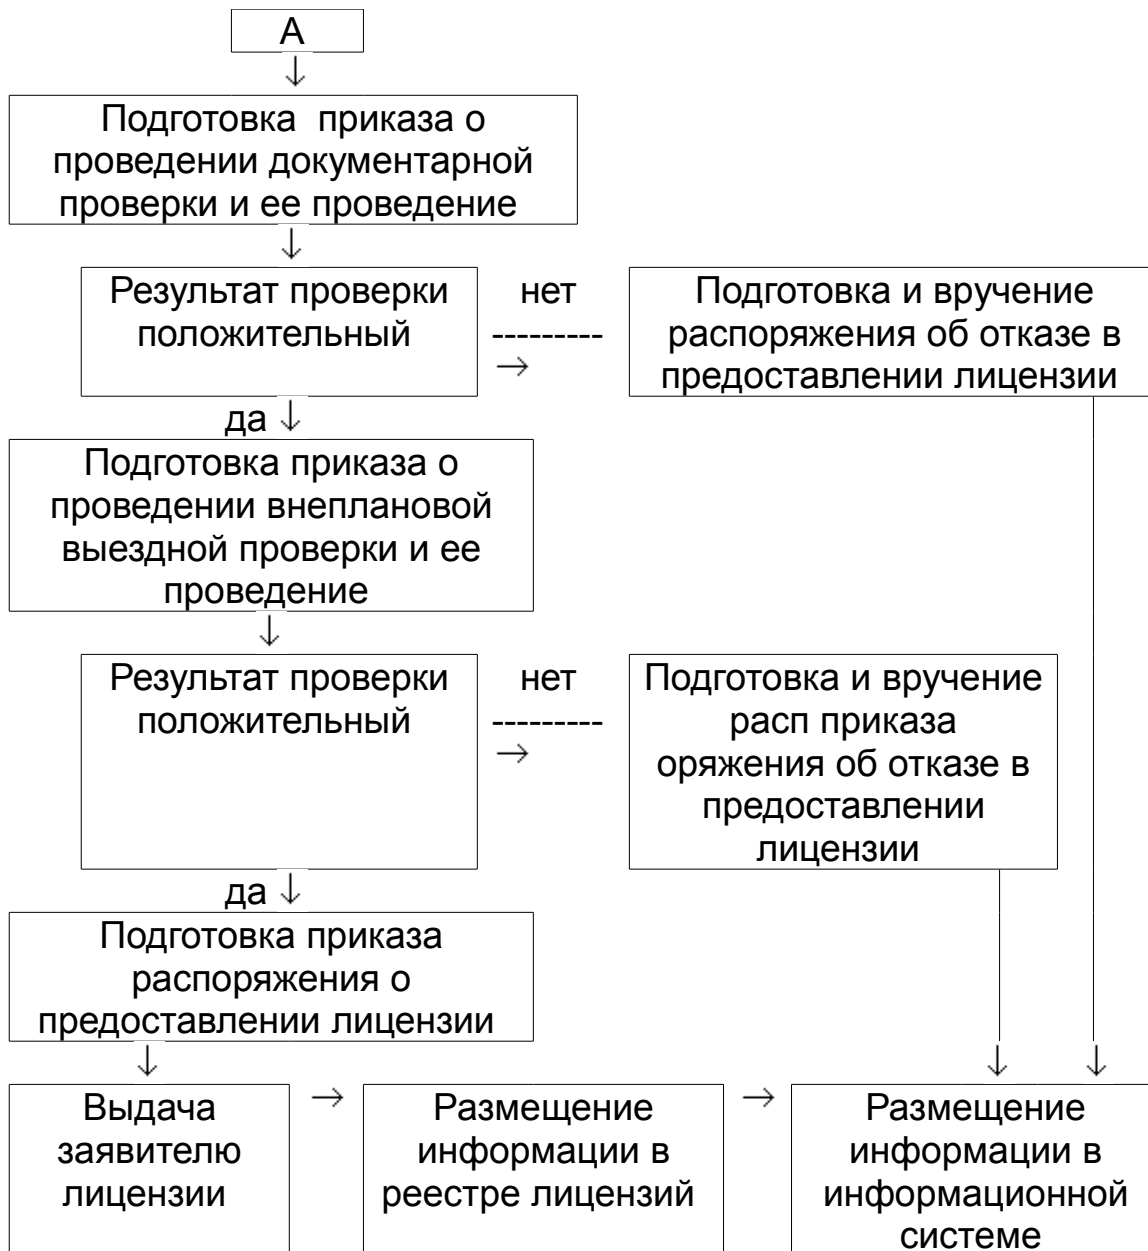 А
↓
Подготовка приказа о
проведении документарной
проверки и ее проведение
↓
Результат проверки
положительный
нет
---------
→
Подготовка и вручение
распоряжения об отказе в
предоставлении лицензии
да ↓
Подготовка приказа о
проведении внеплановой
выездной проверки и ее
проведение
↓
Результат проверки
положительный
нет
---------
→
Подготовка и вручение
расп приказа
оряжения об отказе в
предоставлении
лицензии
да ↓
Подготовка приказа
распоряжения о
предоставлении лицензии
↓
↓
↓
Выдача
заявителю
лицензии
→
Размещение
информации в
реестре лицензий
→
Размещение
информации в
информационной
системе